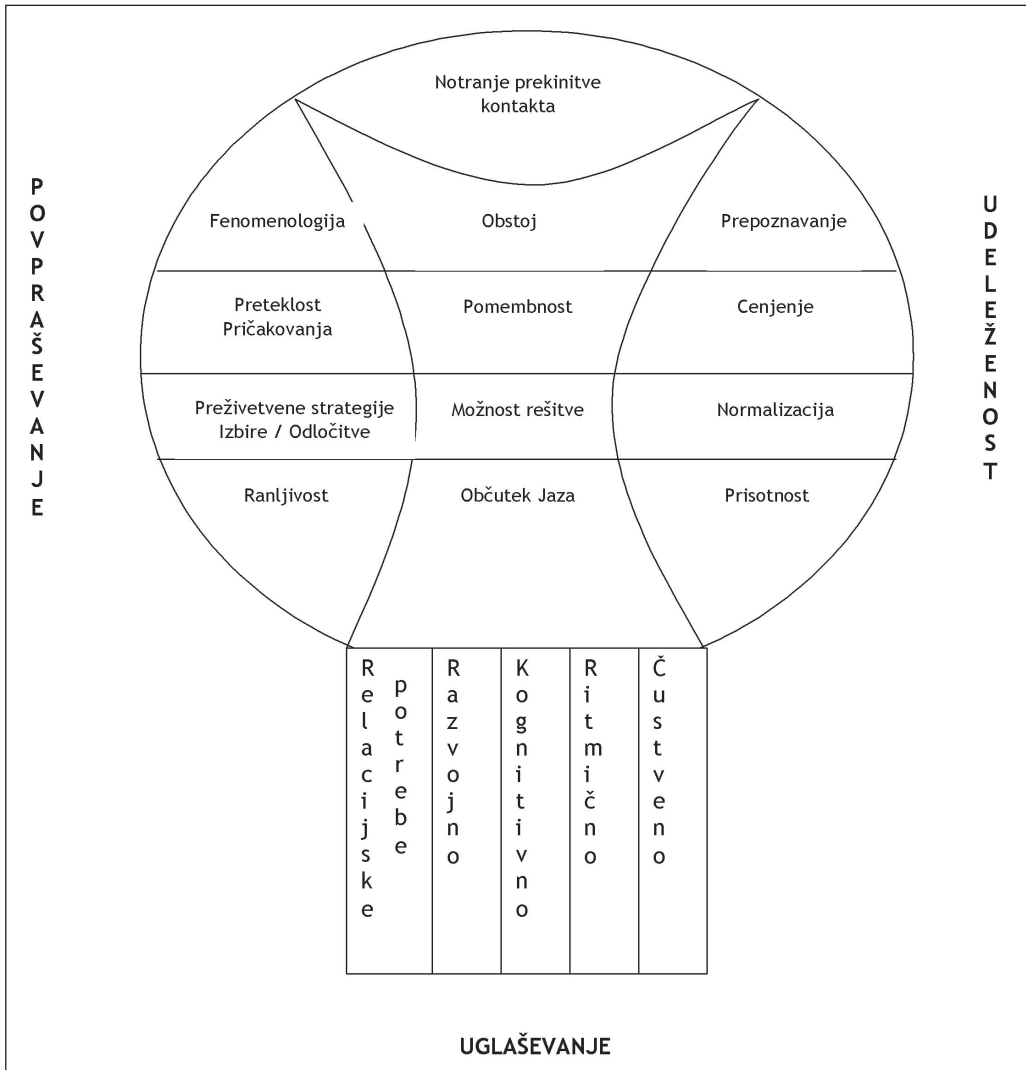 Notranje prekinitve
kontakta
POVPRAŠEVANJE
UDELEŽENOST
Fenomenologija
Obstoj
Prepoznavanje
Preteklost
Pričakovanja
Pomembnost
Cenjenje
Preživetvene strategije
Izbire / Odločitve
Možnost rešitve
Normalizacija
Ranljivost
Občutek Jaza
Prisotnost
Relacijske
potrebe
Razvojno
Kognitivno
Ritmično
Čustveno
UGLAŠEVANJE